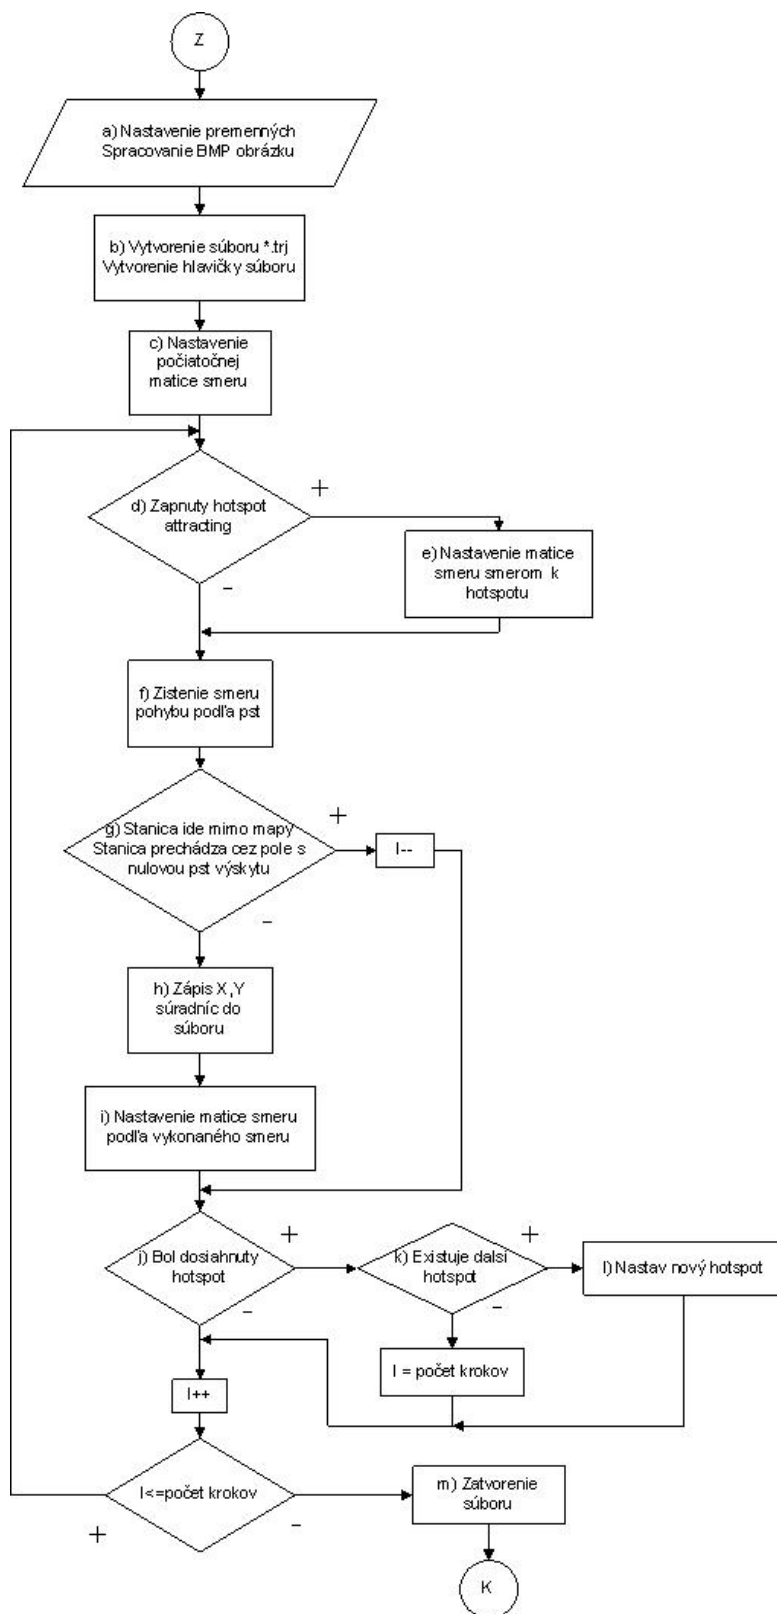 Z
a) Nastavenie premenných
Spracovanie BMP obrázku
b) Vytvorenie súboru *.trj
Vytvorenie hlavičky súboru
c) Nastavenie
počiatočnej
matice smeru
d) Zapnuty hotspot
attracting
+
-
e) Nastavenie matice
smeru smerom k
hotspotu
f) Zistenie smeru
pohybu podľa pst
g) Stanica ide mimo mapy
Stanica prechádza cez pole s
nulovou pst výskytu
+
-
I--
h) Zápis X,Y
súradníc do
súboru
i) Nastavenie matice smeru
podľa vykonaného smeru
j) Bol dosiahnuty
hotspot
+
-
k) Existuje dalsí
hotspot
+
-
l) Nastav nový hotspot
I = počet krokov
I++
I<=počet krokov
+
-
m) Zatvorenie
súboru
K